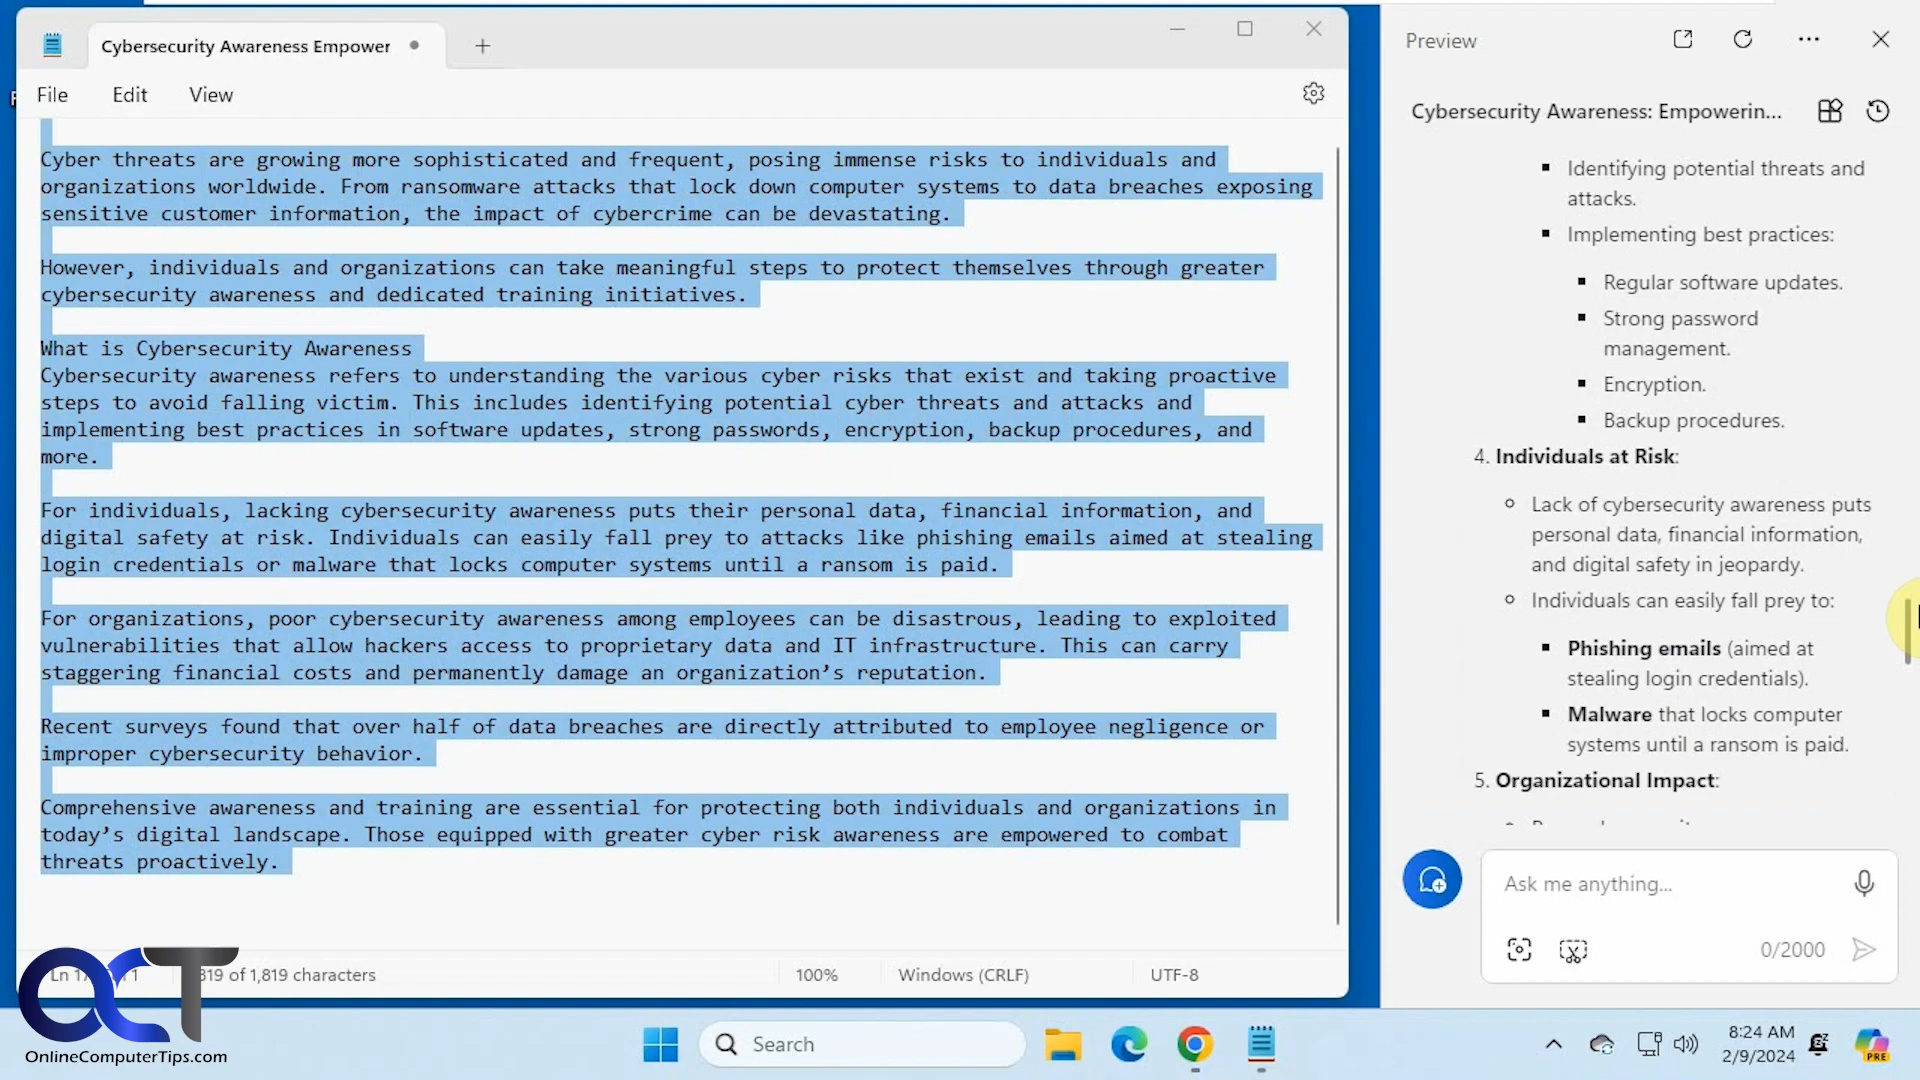 Cybersecurity Awareness Empower
File Edit View
Cyber threats are growing more sophisticated and frequent, posing immense risks to individuals and
organizations worldwide. From ransomware attacks that lock down computer systems to data breaches exposing
sensitive customer information, the impact of cybercrime can be devastating.
However, individuals and organizations can take meaningful steps to protect themselves through greater
cybersecurity awareness and dedicated training initiatives.
What is Cybersecurity Awareness
Cybersecurity awareness refers to understanding the various cyber risks that exist and taking proactive
steps to avoid falling victim. This includes identifying potential cyber threats and attacks and
implementing best practices in software updates, strong passwords, encryption, backup procedures, and
more.
For individuals, lacking cybersecurity awareness puts their personal data, financial information, and
digital safety at risk. Individuals can easily fall prey to attacks like phishing emails aimed at stealing
login credentials or malware that locks computer systems until a ransom is paid.
For organizations, poor cybersecurity awareness among employees can be disastrous, leading to exploited
vulnerabilities that allow hackers access to proprietary data and IT infrastructure. This can carry
staggering financial costs and permanently damage an organization’s reputation.
Recent surveys found that over half of data breaches are directly attributed to employee negligence or
improper cybersecurity behavior.
Comprehensive awareness and training are essential for protecting both individuals and organizations in
today’s digital landscape. Those equipped with greater cyber risk awareness are empowered to combat
threats proactively.
of 1,819 characters 100% Windows (CRLF) UTF-8
Preview
Cybersecurity Awareness: Empowerin...
Identifying potential threats and
attacks.
Implementing best practices:
Regular software updates.
Strong password
management.
Encryption.
Backup procedures.
4. Individuals at Risk:
Lack of cybersecurity awareness puts
personal data, financial information,
and digital safety in jeopardy.
Individuals can easily fall prey to:
Phishing emails (aimed at
stealing login credentials).
Malware that locks computer
systems until a ransom is paid.
5. Organizational Impact:
Ask me anything...
0/2000
OCT
OnlineComputerTips.com
Search
8:24 AM
2/9/2024
PRE